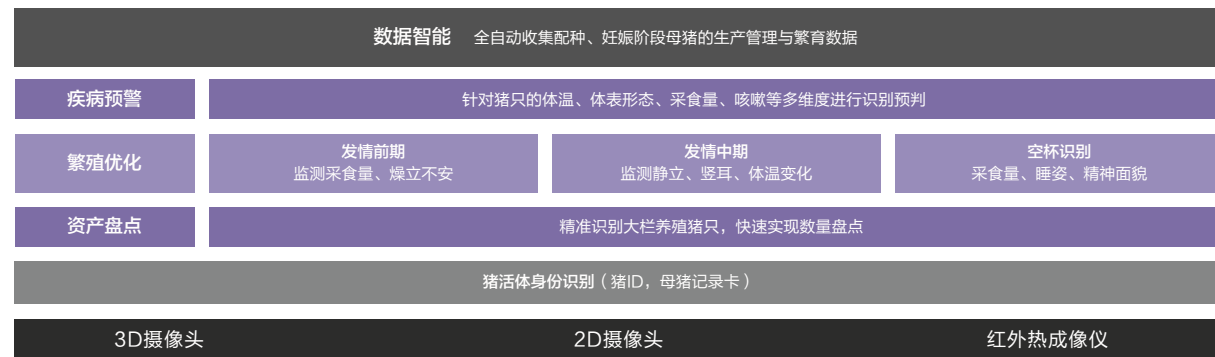 数据智能 全自动收集配种、妊娠阶段母猪的生产管理与繁育数据
疾病预警 针对猪只的体温、体表形态、采食量、咳嗽等多维度进行识别预判
繁殖优化
发情前期
监测采食量、燥立不安
发情中期
监测静立、竖耳、体温变化
空杯识别
采食量、睡姿、精神面貌
资产盘点 精准识别大栏养殖猪只，快速实现数量盘点
猪活体身份识别（猪ID，母猪记录卡）
3D摄像头 2D摄像头 红外热成像仪